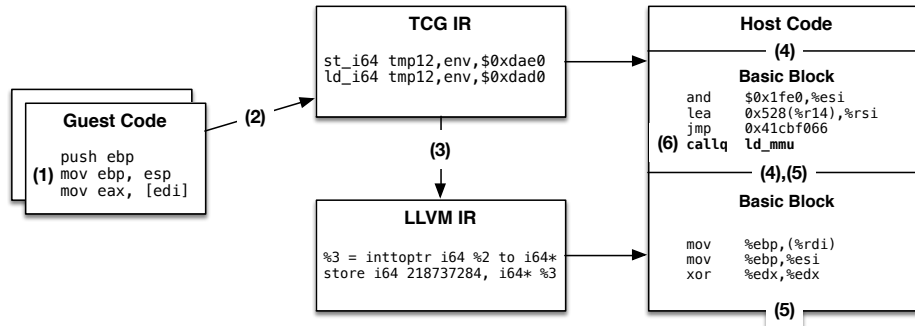 TCG IR
st_i64 tmp12,env,$0xdae0
ld_i64 tmp12,env,$0xdad0
Guest Code
push ebp
(1) mov ebp, esp
mov eax, [edi]
(2)
(3)
LLVM IR
%3 = inttoptr i64 %2 to i64*
store i64 218737284, i64* %3
Host Code
(4)
Basic Block
and $0x1fe0,%esi
lea 0x528(%r14),%rsi
jmp 0x41cbf066
(6) callq ld_mmu
(4),(5)
Basic Block
mov %ebp,(%rdi)
mov %ebp,%esi
xor %edx,%edx
(5)